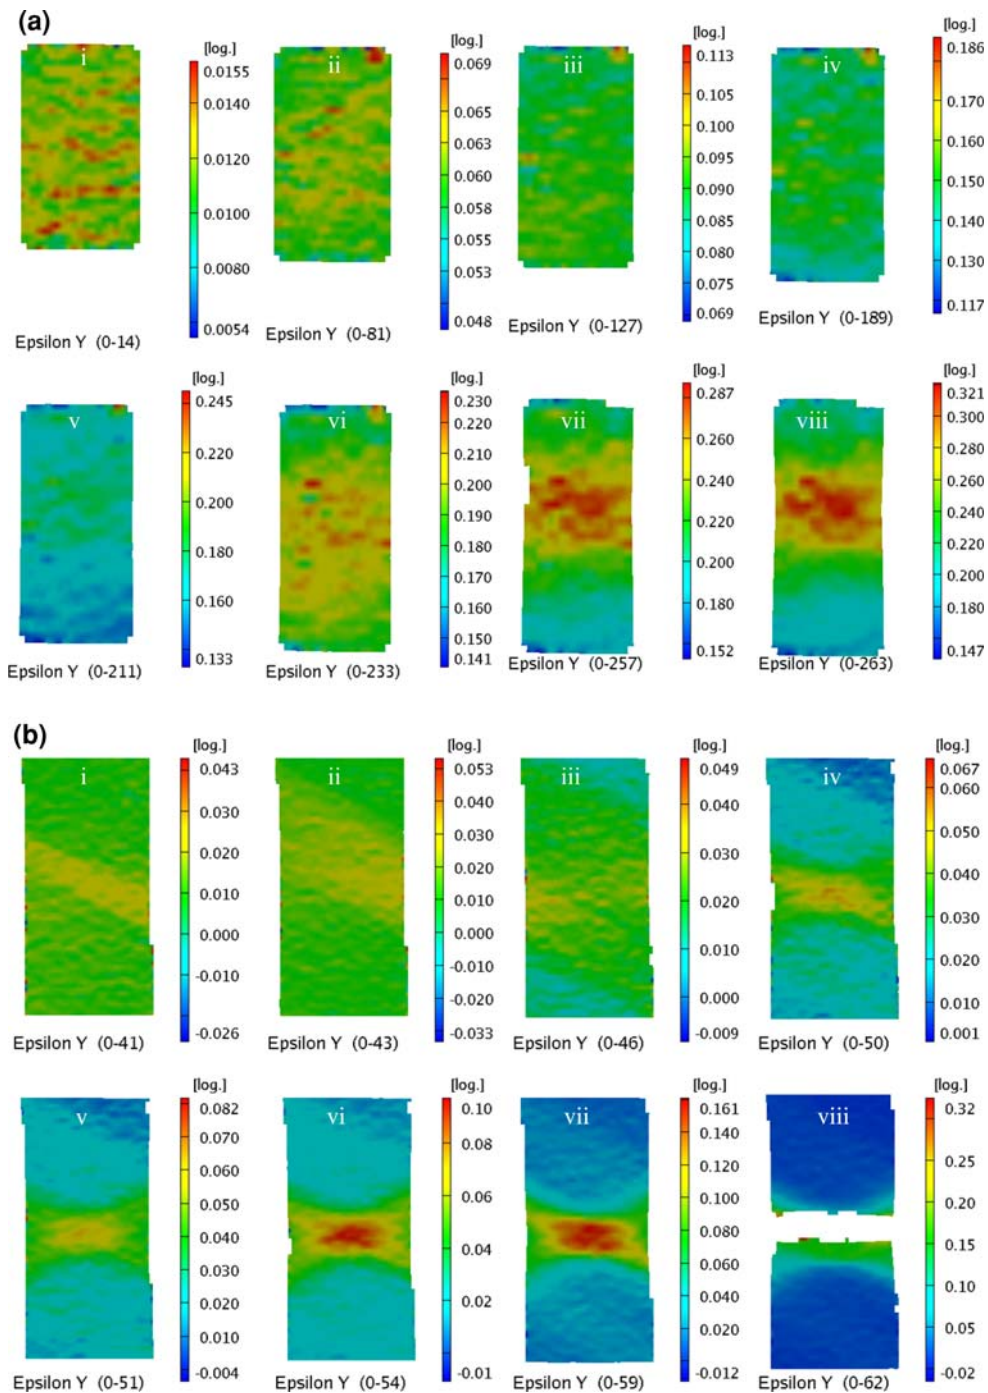 (a)
i
[log.]
0.0155
0.0140
0.0120
0.0100
0.0080
0.0054
Epsilon Y (0-14)
ii
[log.]
0.069
0.065
0.063
0.060
0.058
0.055
0.053
0.048
Epsilon Y (0-81)
iii
[log.]
0.113
0.105
0.100
0.095
0.090
0.085
0.080
0.075
0.069
Epsilon Y (0-127)
iv
[log.]
0.186
0.170
0.160
0.150
0.140
0.130
0.117
Epsilon Y (0-189)
v
[log.]
0.245
0.220
0.200
0.180
0.160
0.133
Epsilon Y (0-211)
vi
[log.]
0.230
0.220
0.210
0.200
0.190
0.180
0.170
0.160
0.150
0.141
Epsilon Y (0-233)
vii
[log.]
0.287
0.260
0.240
0.220
0.200
0.180
0.152
Epsilon Y (0-257)
viii
[log.]
0.321
0.300
0.280
0.260
0.240
0.220
0.200
0.180
0.147
Epsilon Y (0-263)
(b)
i
[log.]
0.043
0.030
0.020
0.010
0.000
-0.010
-0.026
Epsilon Y (0-41)
ii
[log.]
0.053
0.040
0.030
0.020
0.010
0.000
-0.010
-0.020
-0.033
Epsilon Y (0-43)
iii
[log.]
0.049
0.040
0.030
0.020
0.010
0.000
-0.009
Epsilon Y (0-46)
iv
[log.]
0.067
0.060
0.050
0.040
0.030
0.020
0.010
0.001
Epsilon Y (0-50)
v
[log.]
0.082
0.070
0.060
0.050
0.040
0.030
0.020
0.010
-0.004
Epsilon Y (0-51)
vi
[log.]
0.10
0.08
0.06
0.04
0.02
-0.01
Epsilon Y (0-54)
vii
[log.]
0.161
0.140
0.120
0.100
0.080
0.060
0.040
0.020
-0.012
Epsilon Y (0-59)
viii
[log.]
0.32
0.25
0.20
0.15
0.10
0.05
-0.02
Epsilon Y (0-62)